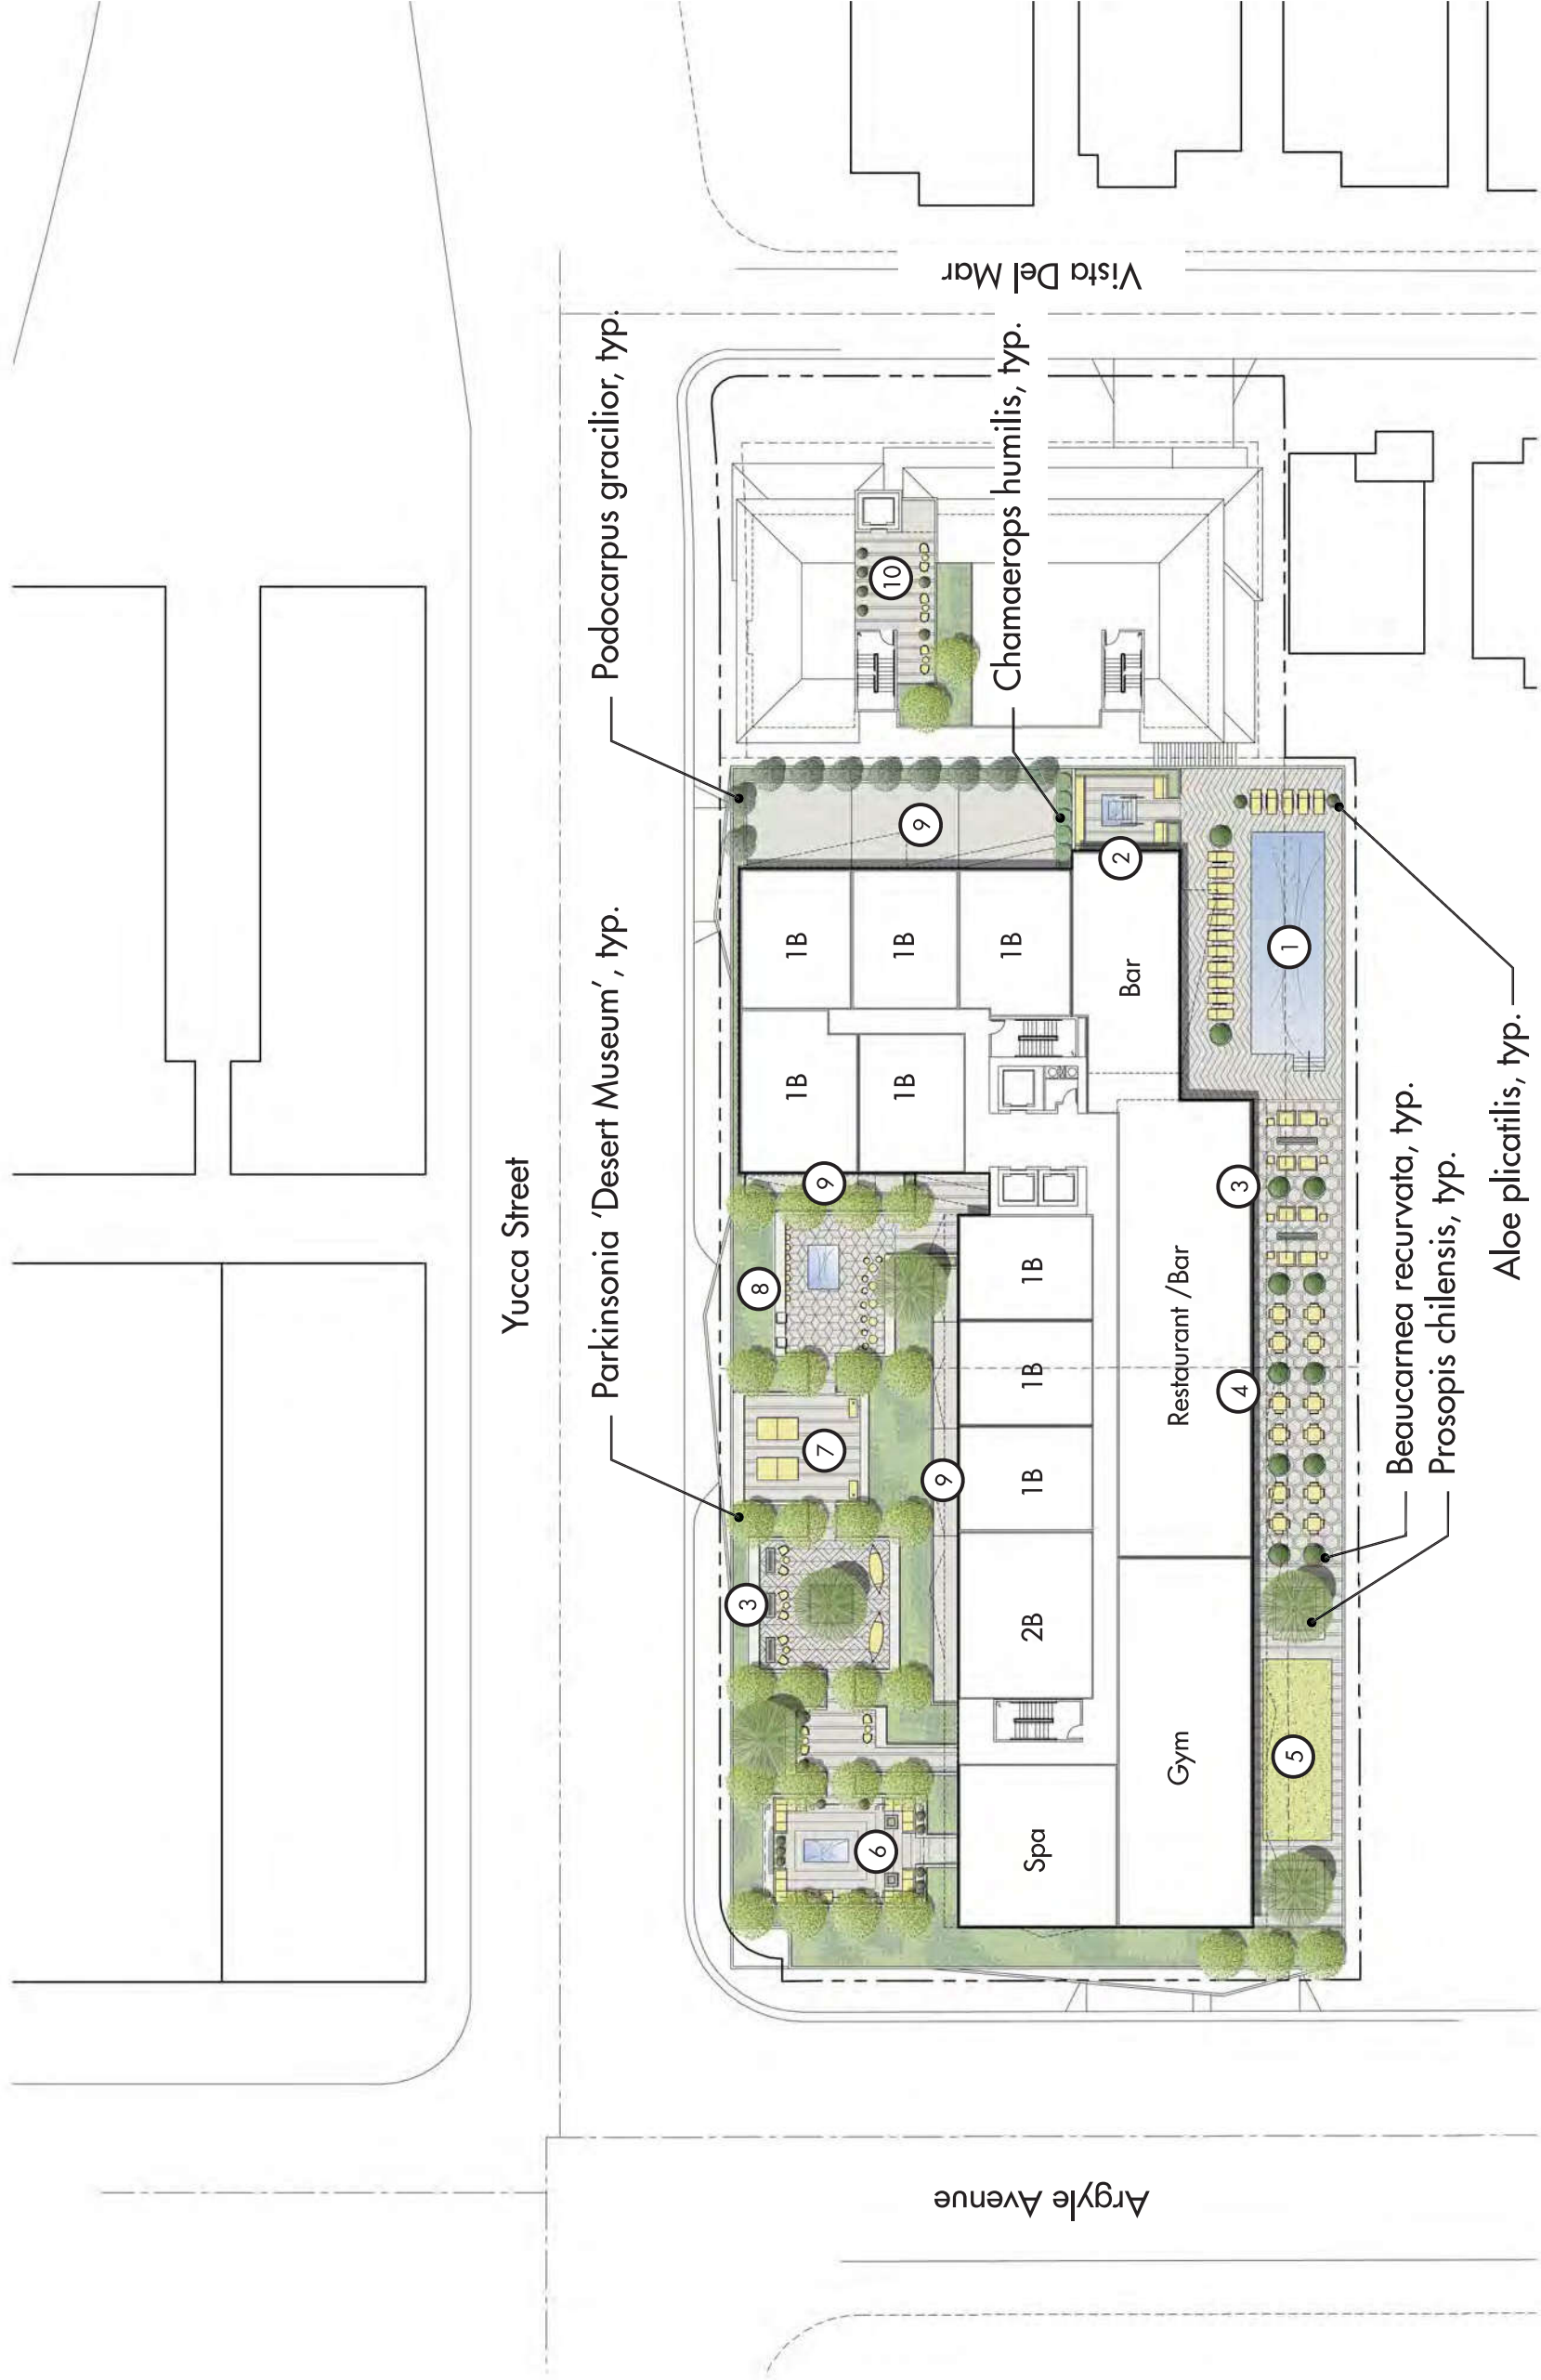 Yucca Street
Parkinsonia 'Desert Museum', typ.
Podocarpus gracilior, typ.
3
8
1B
1B
7
9
6
10
1B
1B
9
9
1B
Chamaerops humilis, typ.
Spa
2B
1B
1B
1B
Argyle Avenue
Vista Del Mar
2
Bar
Gym
Restaurant /Bar
4
3
5
1
Beaucarnea recurvata, typ.
Prosopis chilensis, typ.
Aloe plicatilis, typ.